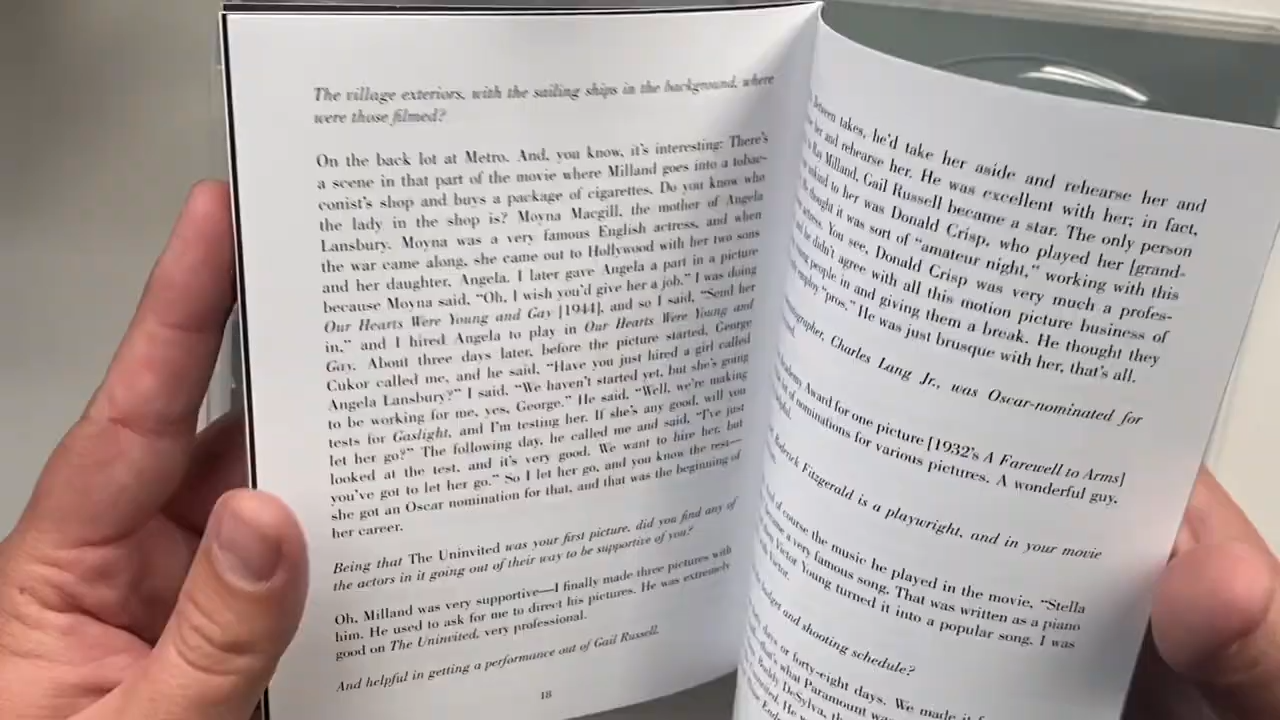 The village exteriors, with the sailing ships in the background, where
were those filmed?
On the back lot at Metro. And, you know, it's interesting: There's
a scene in that part of the movie where Milland goes into a tobac-
conist's shop and buys a package of cigarettes. Do you know who
the lady in the shop is? Moyna Macgill, the mother of Angela
Lansbury. Moyna was a very famous English actress, and when
the war came along, she came out to Hollywood with her two sons
and her daughter, Angela. I later gave Angela a part in a picture
because Moyna said, “Oh, I wish you'd give her a job.” I was doing
Our Hearts Were Young and Gay [1944], and so I said, “Send her
in,” and I hired Angela to play in Our Hearts Were Young and
Gay. About three days later, before the picture started, George
Cukor called me, and he said, “Have you just hired a girl called
Angela Lansbury?” I said, “We haven't started yet, but she's going
to be working for me, yes, George.” He said, “Well, we're making
tests for Gaslight, and I'm testing her. If she's any good, will you
let her go?” The following day, he called me and said, “I've just
looked at the test, and it's very good. We want to hire her, but
you've got to let her go.” So I let her go, and you know the rest—
she got an Oscar nomination for that, and that was the beginning of
her career.
Being that The Uninvited was your first picture, did you find any of
the actors in it going out of their way to be supportive of you?
Oh, Milland was very supportive—I finally made three pictures with
him. He used to ask for me to direct his pictures. He was extremely
good on The Uninvited, very professional.
And helpful in getting a performance out of Gail Russell.
18
Between takes, he'd take her aside and rehearse her and
her and rehearse her. He was excellent with her; in fact,
Ray Milland, Gail Russell became a star. The only person
unkind to her was Donald Crisp, who played her [grand-
thought it was sort of “amateur night,” working with this
actress. You see, Donald Crisp was very much a profes-
he didn't agree with all this motion picture business of
young people in and giving them a break. He thought they
employ “pros.” He was just brusque with her, that's all.
Charles Lang Jr., was Oscar-nominated for
Academy Award for one picture [1932's A Farewell to Arms]
of nominations for various pictures. A wonderful guy.
Roderick Fitzgerald is a playwright, and in your movie
of course the music he played in the movie, “Stella
a very famous song. That was written as a piano
Victor Young turned it into a popular song. I was
Victor.
budget and shooting schedule?
days or forty-eight days. We made it
that's what Paramount
Buddy DeSylva,
He